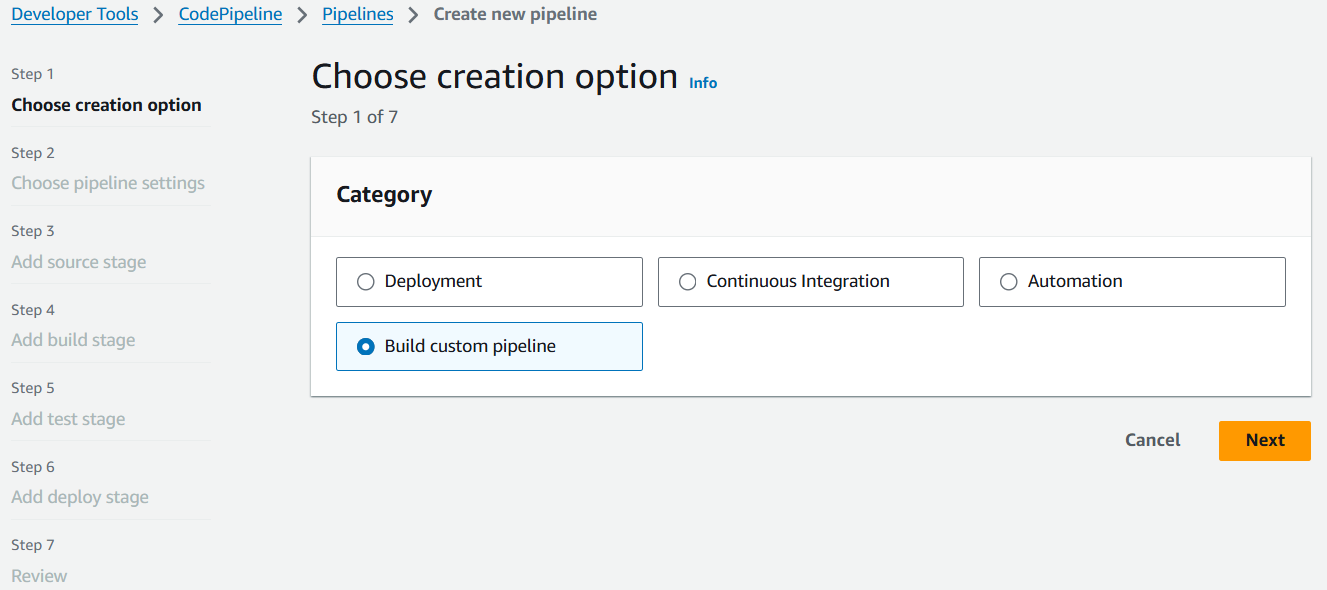 Developer Tools > CodePipeline > Pipelines > Create new pipeline
Step 1
Choose creation option
Step 2
Choose pipeline settings
Step 3
Add source stage
Step 4
Add build stage
Step 5
Add test stage
Step 6
Add deploy stage
Step 7
Review
Choose creation option Info
Step 1 of 7
Category
Deployment Continuous Integration Automation
Build custom pipeline
Cancel Next